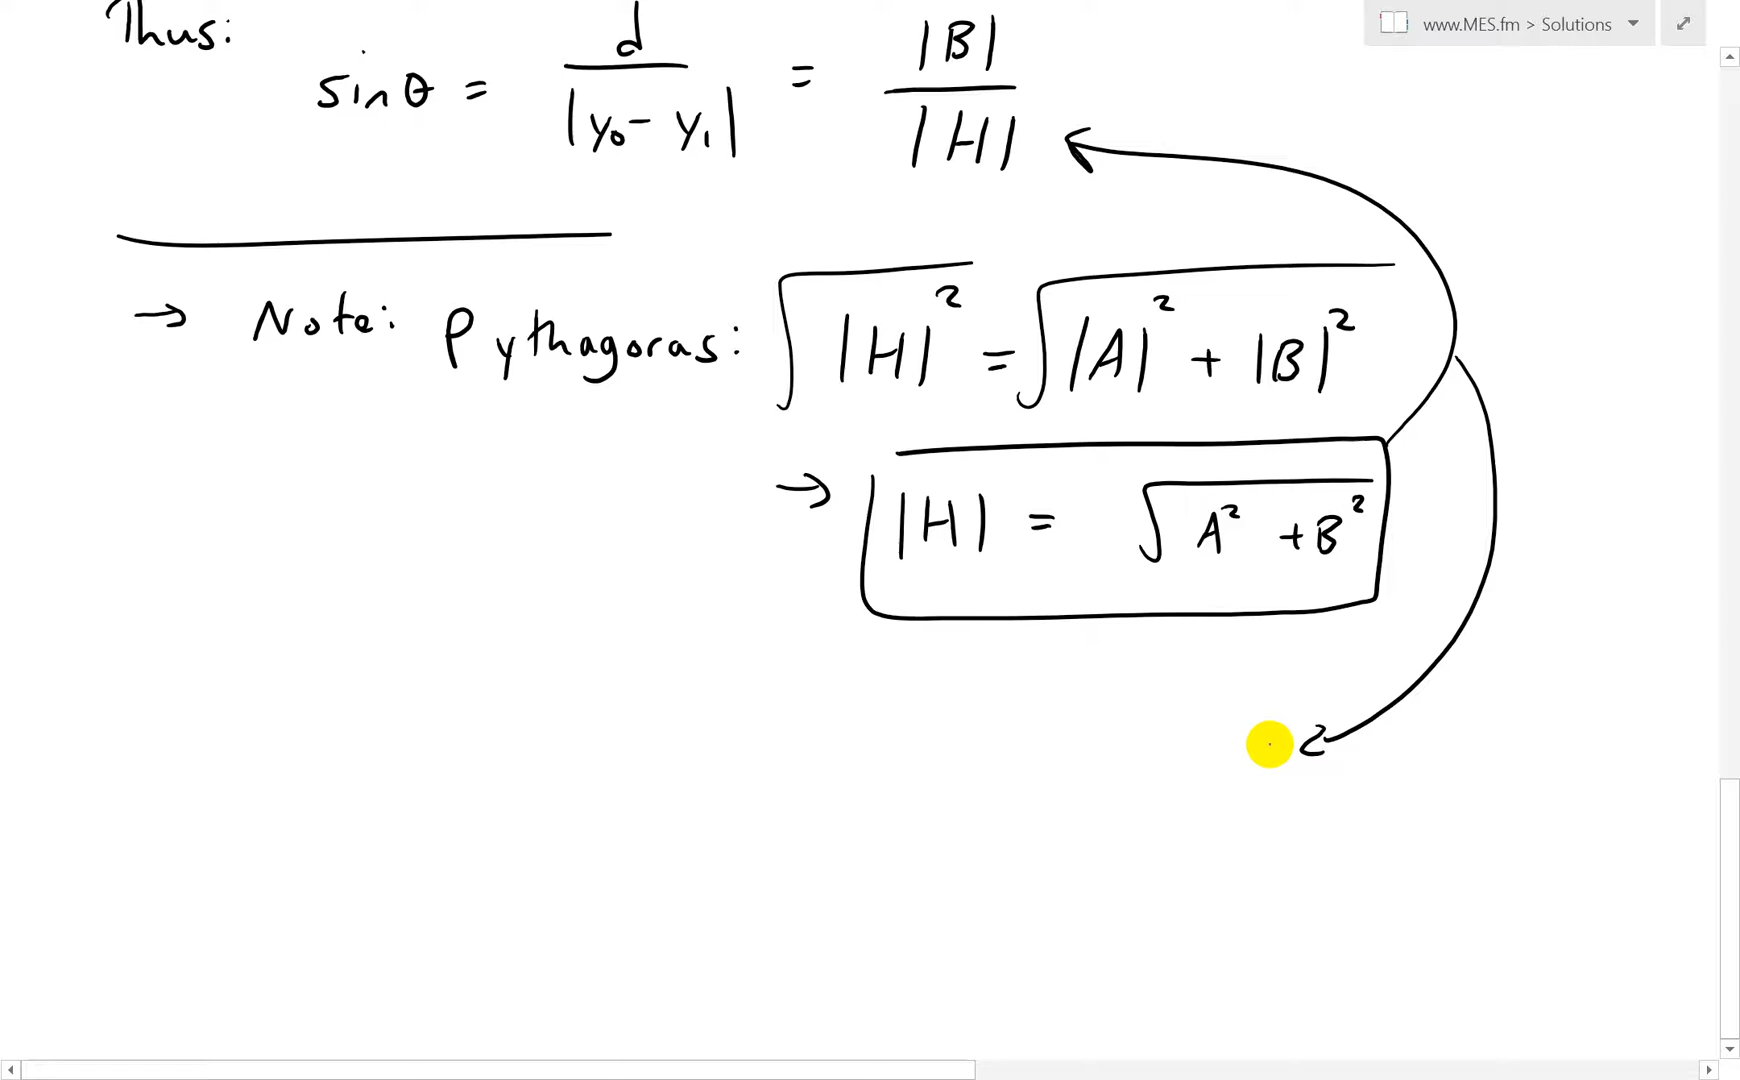 www.MES.fm > Solutions
Thus:
sinθ = d / |y₀ - y₁| = |B| / |H|
→ Note: Pythagoras: √|H|² = √|A|² + |B|²
→ |H| = √A² + B²